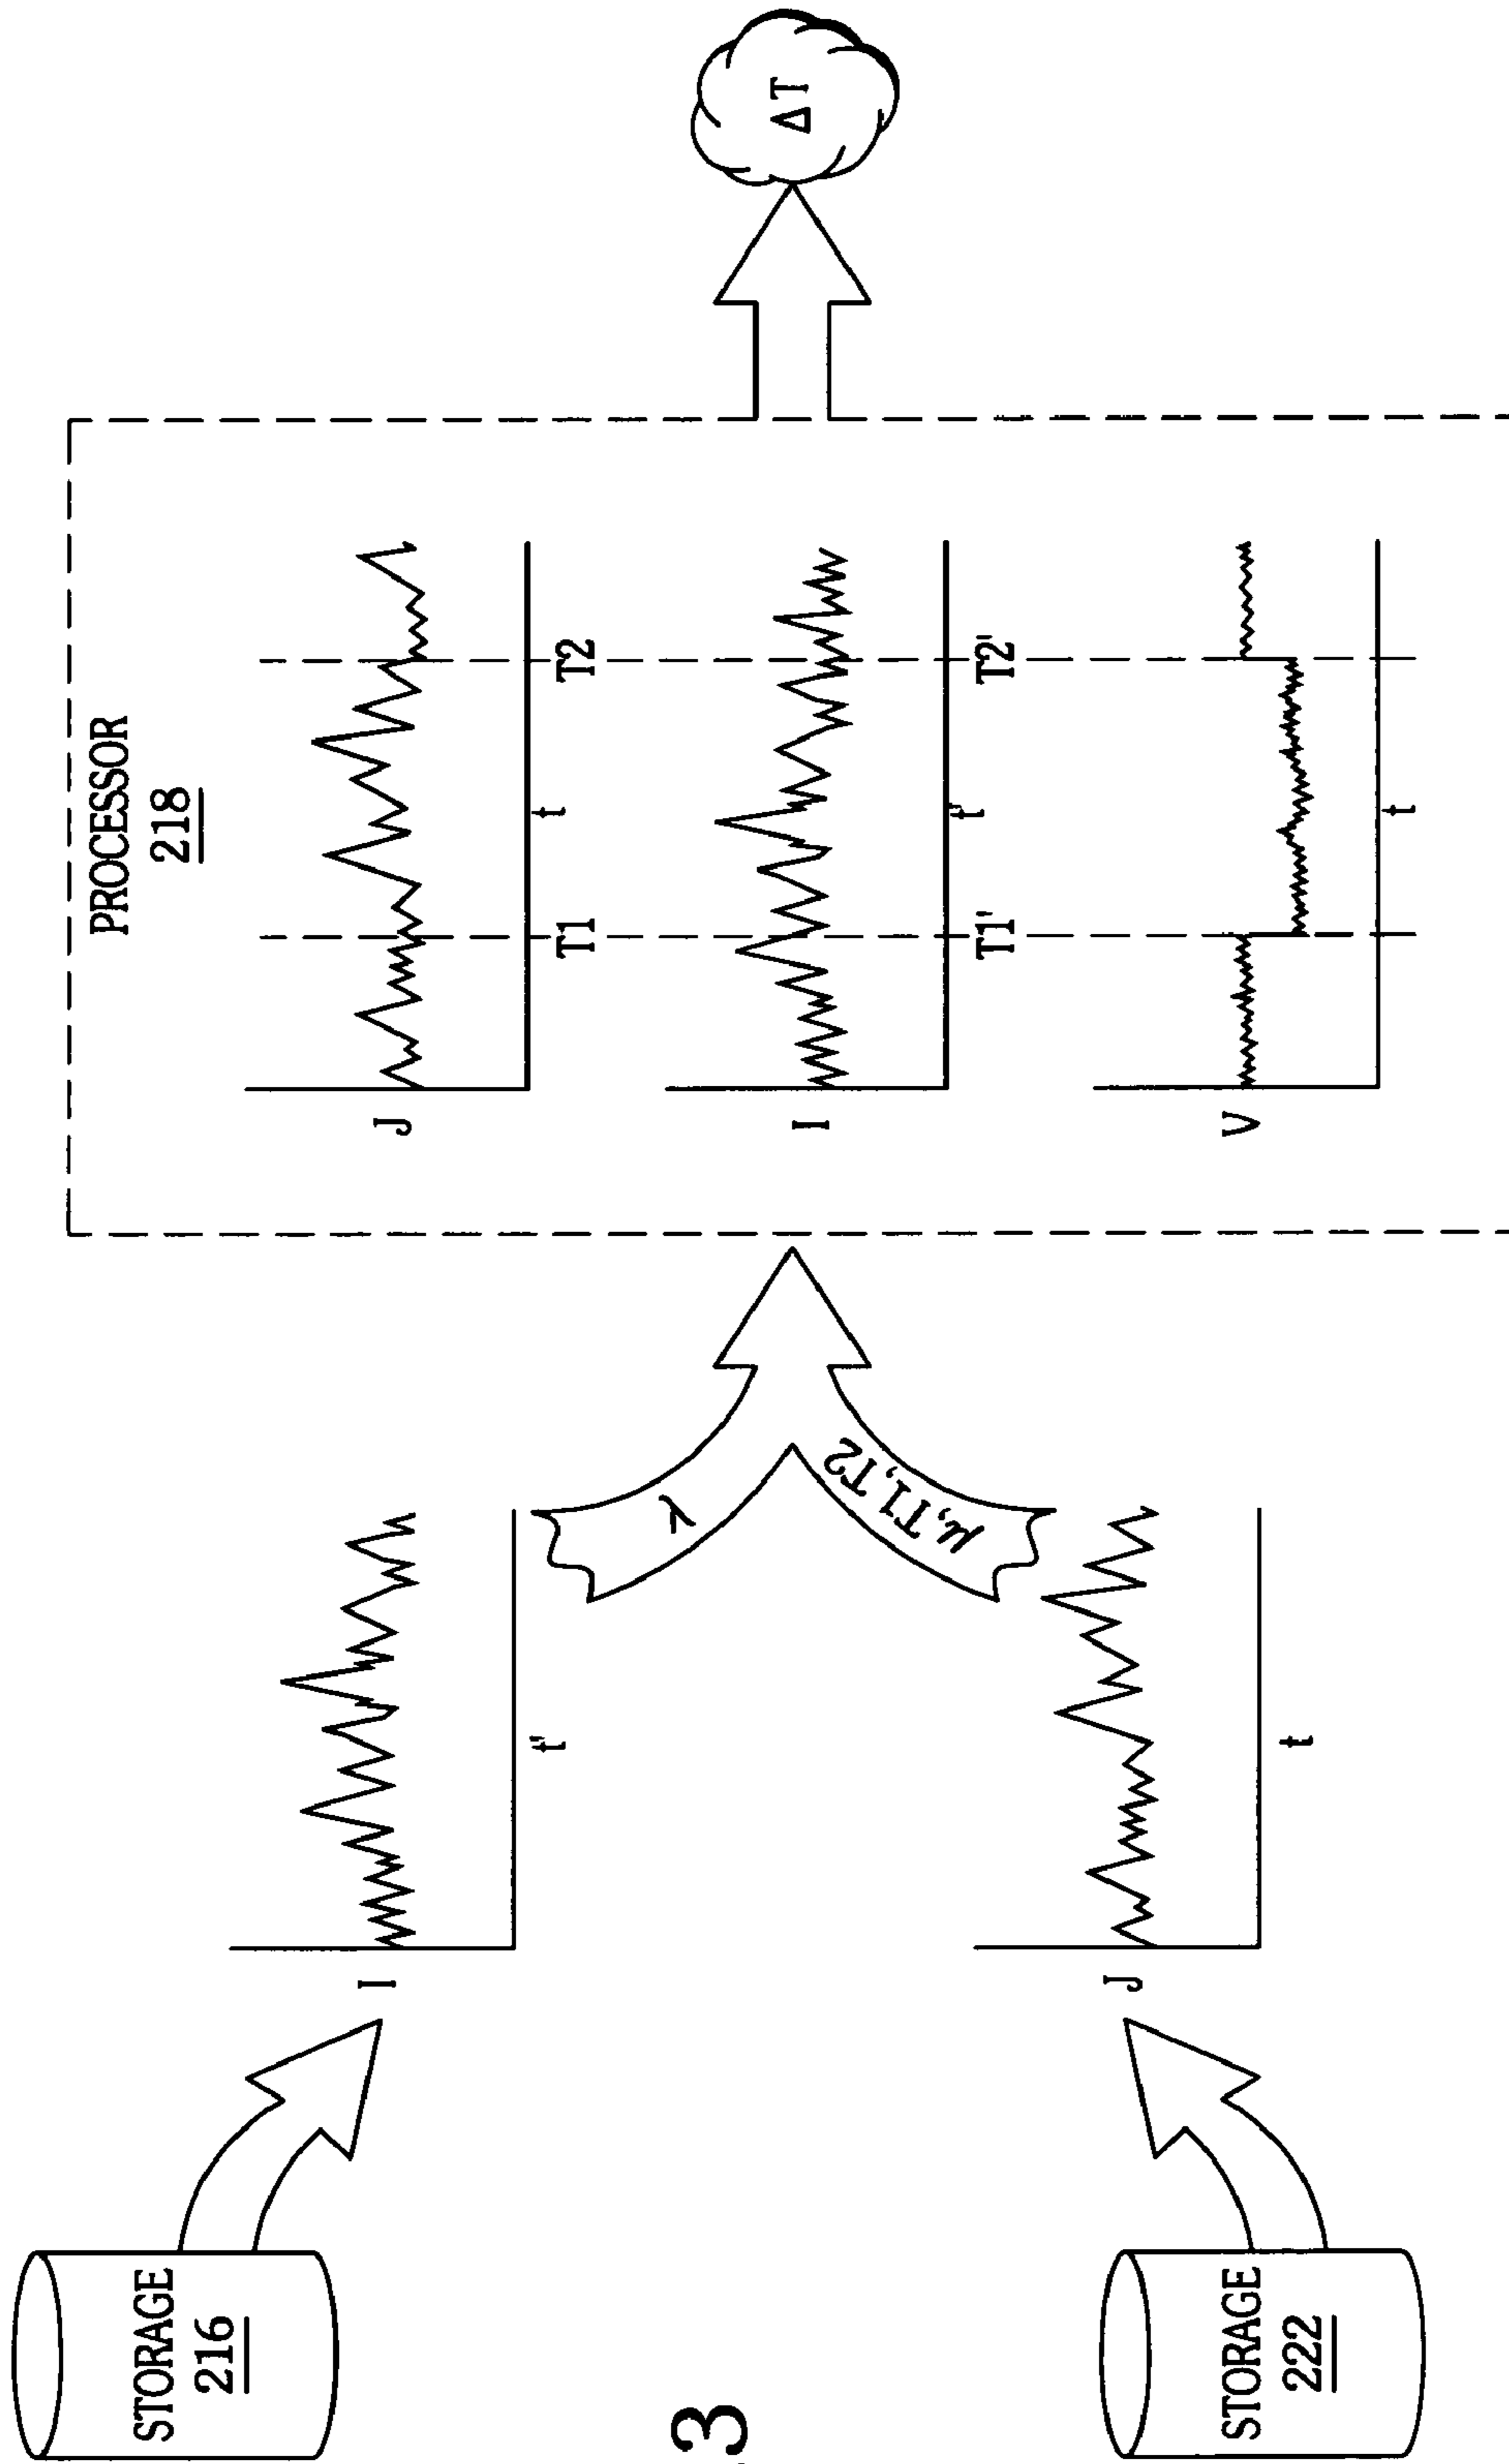 STORAGE
216
I
t'
STORAGE
222
J
t
T1,T2
PROCESSOR
218
J
T1
t
T2
I
T1'
t'
T2'
V
t
ΔT
3